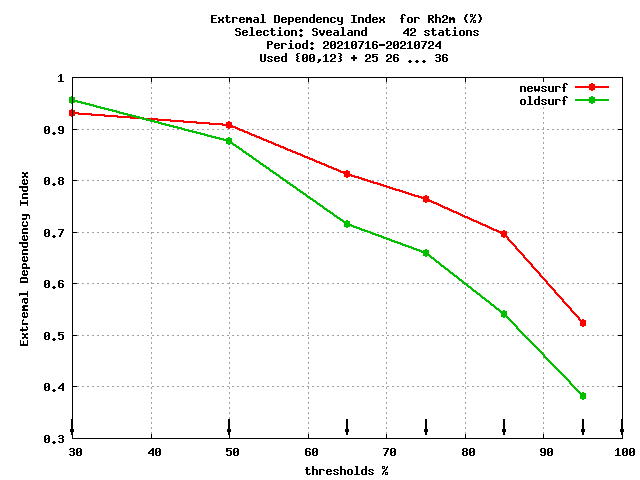 Extremal Dependency Index  for Rh2m (%)
Selection: Svealand     42 stations
Period: 20210716-20210724
Used {00,12} + 25 26 ... 36
newsurf
oldsurf
Extremal Dependency Index
1
0.9
0.8
0.7
0.6
0.5
0.4
0.3
30 40 50 60 70 80 90 100
thresholds %